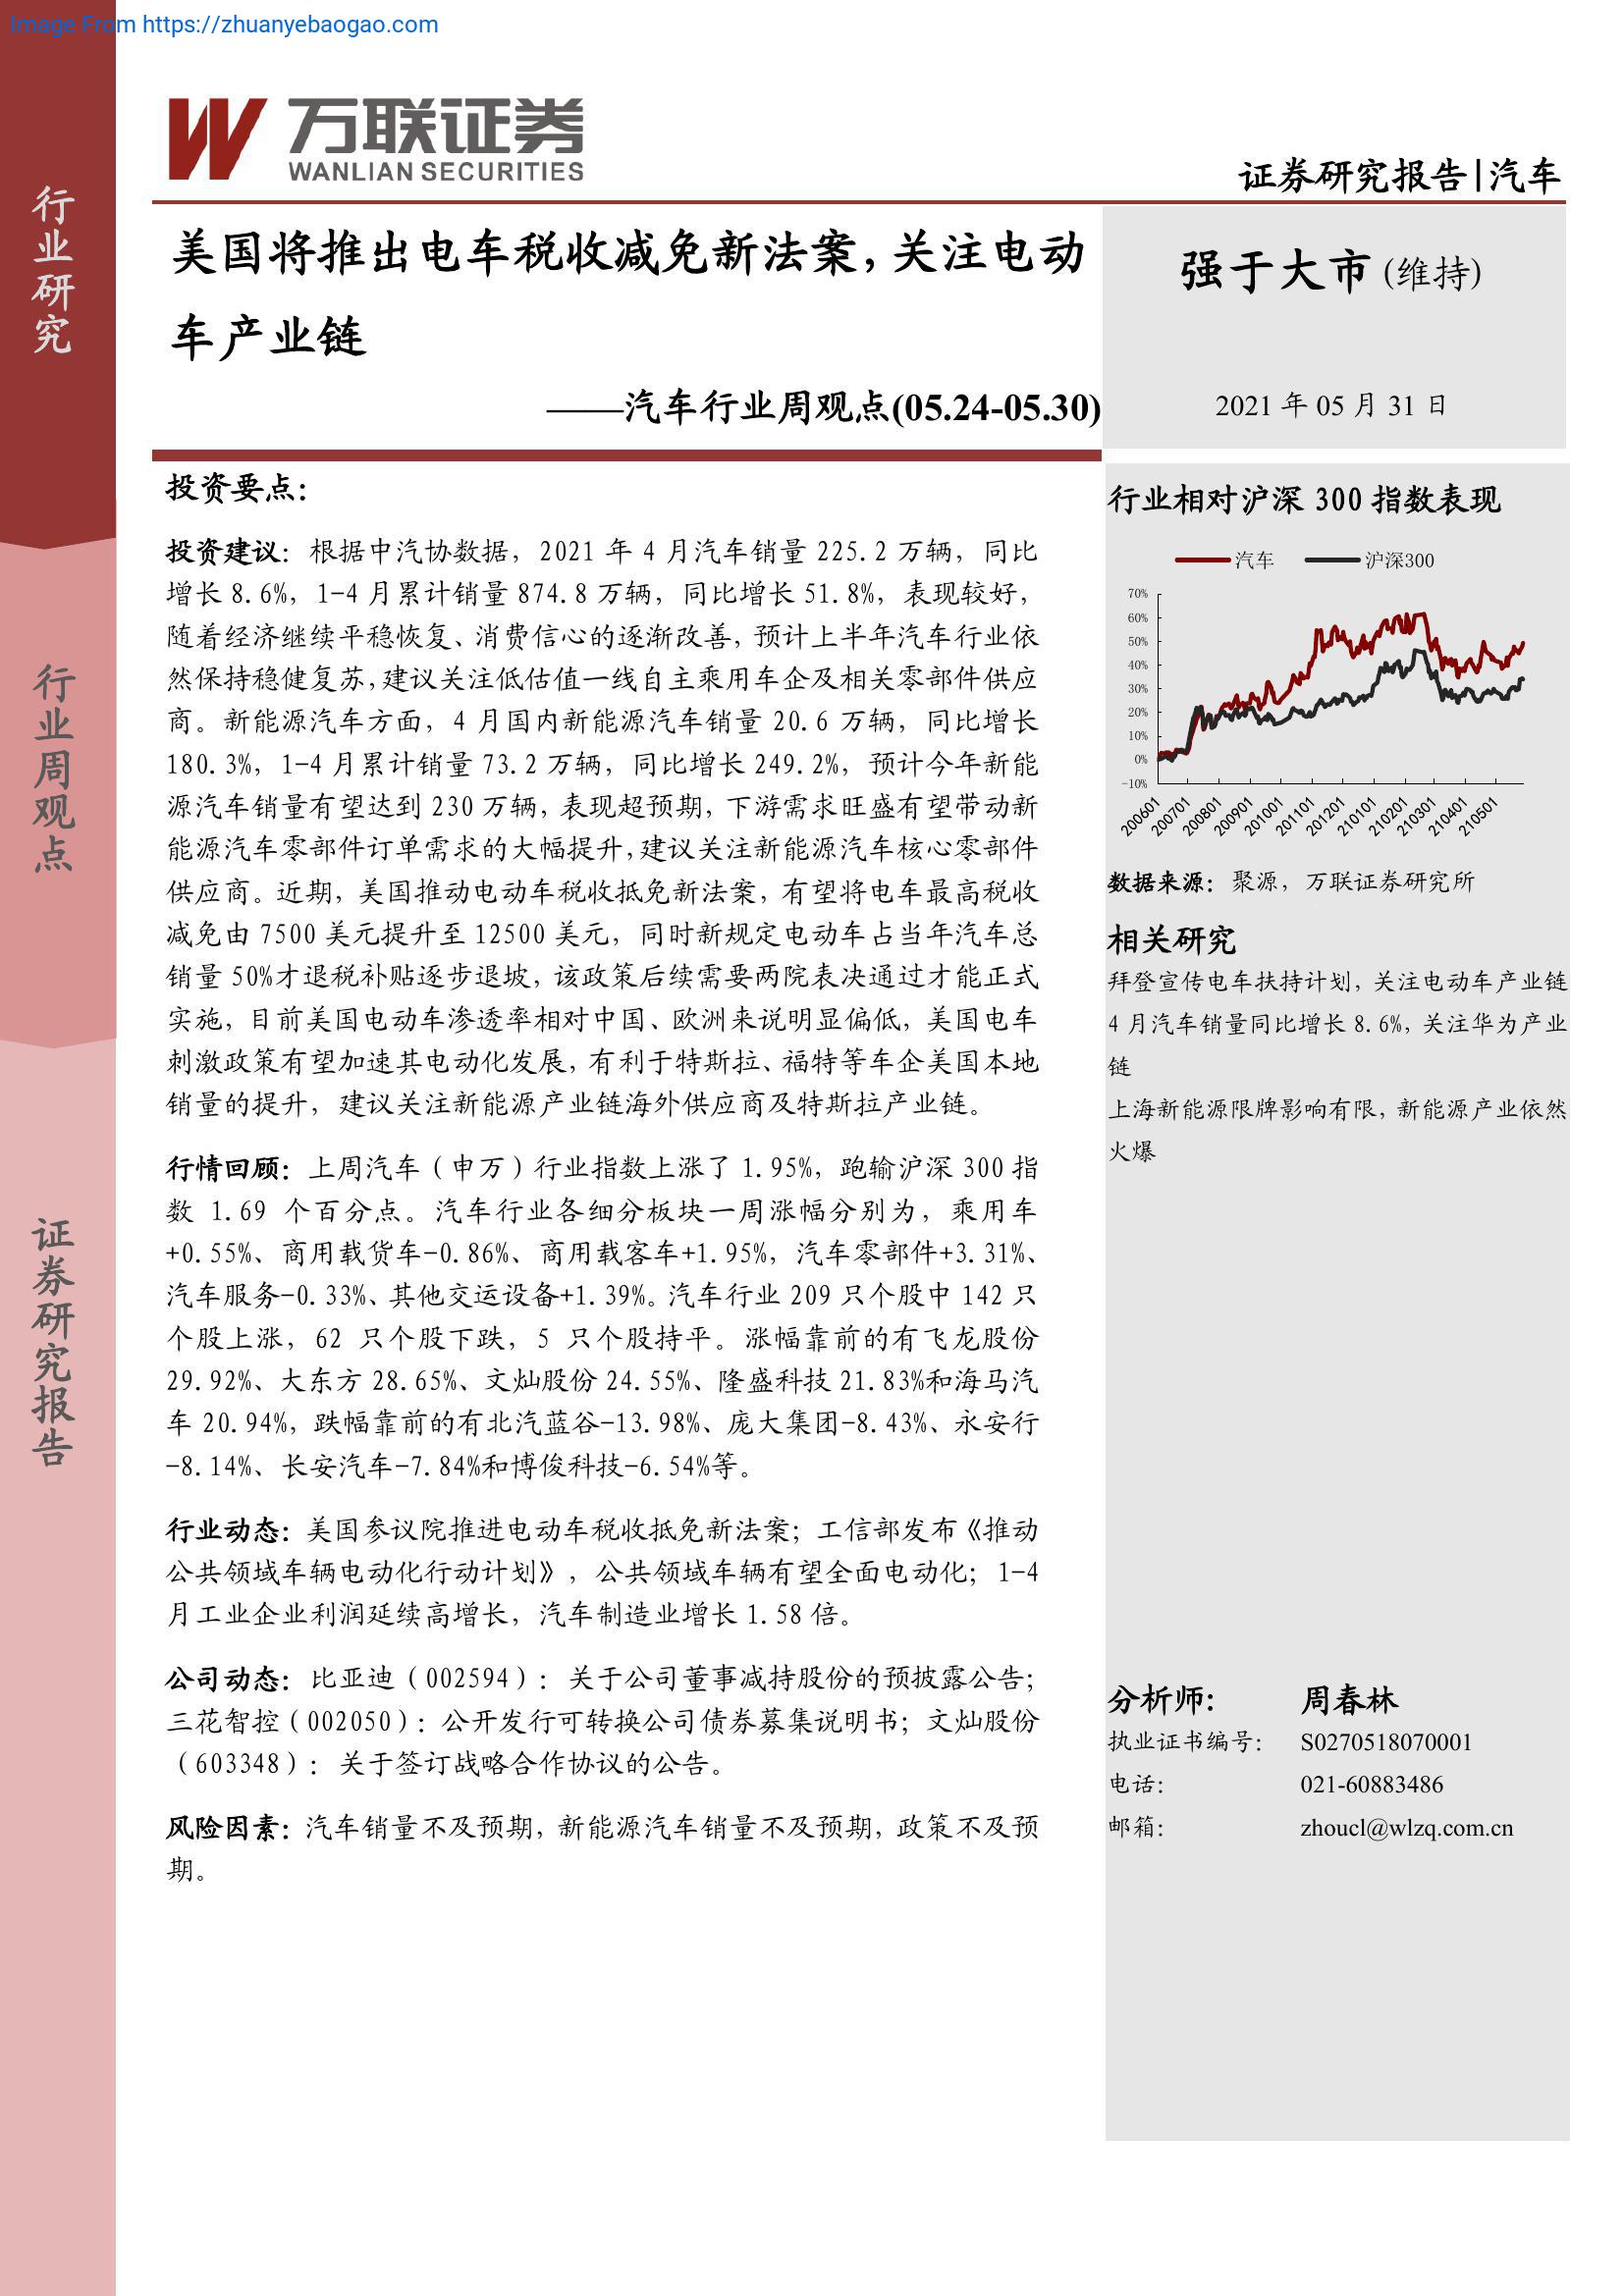 Image From https://zhuanyebaogao.com
万联证券
WANLIAN SECURITIES
证券研究报告|汽车
行业研究
行业周观点
证券研究报告
美国将推出电车税收减免新法案，关注电动
车产业链
——汽车行业周观点(05.24-05.30)
强于大市(维持)
2021 年 05 月 31 日
投资要点：
投资建议：根据中汽协数据，2021 年 4 月汽车销量 225.2 万辆，同比
增长 8.6%，1-4 月累计销量 874.8 万辆，同比增长 51.8%，表现较好，
随着经济继续平稳恢复、消费信心的逐渐改善，预计上半年汽车行业依
然保持稳健复苏，建议关注低估值一线自主乘用车企及相关零部件供应
商。新能源汽车方面，4 月国内新能源汽车销量 20.6 万辆，同比增长
180.3%，1-4 月累计销量 73.2 万辆，同比增长 249.2%，预计今年新能
源汽车销量有望达到 230 万辆，表现超预期，下游需求旺盛有望带动新
能源汽车零部件订单需求的大幅提升，建议关注新能源汽车核心零部件
供应商。近期，美国推动电动车税收抵免新法案，有望将电车最高税收
减免由 7500 美元提升至 12500 美元，同时新规定电动车占当年汽车总
销量 50%才退税补贴逐步退坡，该政策后续需要两院表决通过才能正式
实施，目前美国电动车渗透率相对中国、欧洲来说明显偏低，美国电车
刺激政策有望加速其电动化发展，有利于特斯拉、福特等车企美国本地
销量的提升，建议关注新能源产业链海外供应商及特斯拉产业链。
行情回顾：上周汽车（申万）行业指数上涨了 1.95%，跑输沪深 300 指
数 1.69 个百分点。汽车行业各细分板块一周涨幅分别为，乘用车
+0.55%、商用载货车-0.86%、商用载客车+1.95%，汽车零部件+3.31%、
汽车服务-0.33%、其他交运设备+1.39%。汽车行业 209 只个股中 142 只
个股上涨，62 只个股下跌，5 只个股持平。涨幅靠前的有飞龙股份
29.92%、大东方 28.65%、文灿股份 24.55%、隆盛科技 21.83%和海马汽
车 20.94%，跌幅靠前的有北汽蓝谷-13.98%、庞大集团-8.43%、永安行
-8.14%、长安汽车-7.84%和博俊科技-6.54%等。
行业动态：美国参议院推进电动车税收抵免新法案；工信部发布《推动
公共领域车辆电动化行动计划》，公共领域车辆有望全面电动化；1-4
月工业企业利润延续高增长，汽车制造业增长 1.58 倍。
公司动态：比亚迪（002594）：关于公司董事减持股份的预披露公告；
三花智控（002050）：公开发行可转换公司债券募集说明书；文灿股份
（603348）：关于签订战略合作协议的公告。
风险因素：汽车销量不及预期，新能源汽车销量不及预期，政策不及预
期。
行业相对沪深 300 指数表现
汽车 沪深300
70%
60%
50%
40%
30%
20%
10%
0%
-10%
200601 200701 200801 200901 201001 201101 201201 210101 210201 210301 210401 210501
数据来源：聚源，万联证券研究所
相关研究
拜登宣传电车扶持计划，关注电动车产业链
4 月汽车销量同比增长 8.6%，关注华为产业
链
上海新能源限牌影响有限，新能源产业依然
火爆
分析师: 周春林
执业证书编号: S0270518070001
电话: 021-60883486
邮箱: zhoucl@wlzq.com.cn